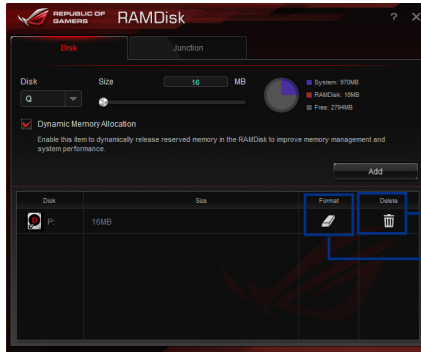 REPUBLIC OF
GAMERS
RAMDisk
?
Disk
Junction
Disk
Size
16
MB
System: 970MB
RAMDisk: 16MB
Free: 2794MB
Q
Dynamic Memory Allocation
Enable this item to dynamically release reserved memory in the RAMDisk to improve memory management and
system performance.
Add
Disk
Size
Format
Delete
P:
16MB